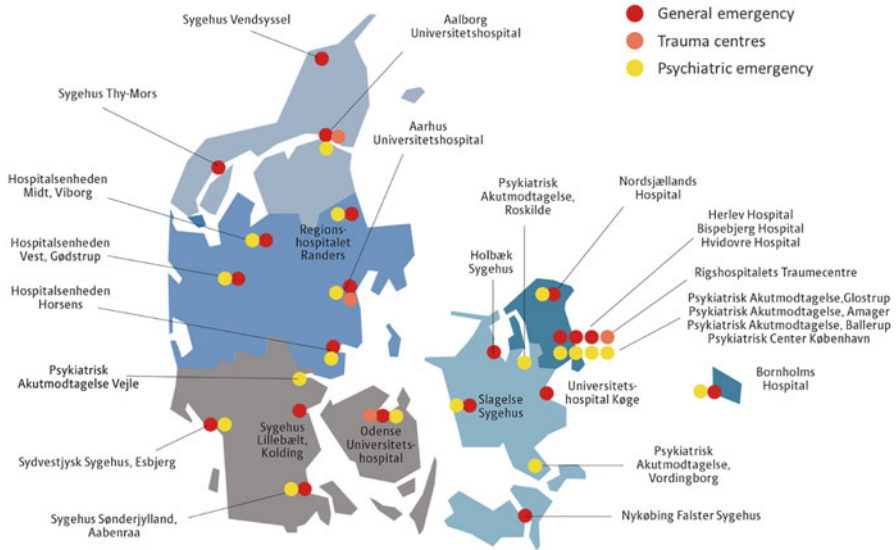 Sygehus Vendsyssel
Aalborg
Universitetshospital
General emergency
Trauma centres
Psychiatric emergency
Sygehus Thy-Mors
Aarhus
Universitetshospital
Hospitalsenheden
Midt, Viborg
Psykiatrisk
Akutmodtagelse,
Roskilde
Nordsjællands
Hospital
Regions-
hospitalet
Randers
Herlev Hospital
Bispebjerg Hospital
Hvidovre Hospital
Hospitalsenheden
Vest, Gødstrup
Holbæk
Sygehus
Rigshospitalets Traumecentre
Hospitalsenheden
Horsens
Psykiatrisk Akutmodtagelse,Glostrup
Psykiatrisk Akutmodtagelse, Amager
Psykiatrisk Akutmodtagelse, Ballerup
Psykiatrisk Center København
Psykiatrisk
Akutmodtagelse Vejle
Bornholms
Hospital
Universitets-
hospital Køge
Slagelse
Sygehus
Sygehus
Lillebælt,
Kolding
Odense
Universitets-
hospital
Sydvestjysk Sygehus, Esbjerg
Psykiatrisk
Akutmodtagelse,
Vordingborg
Sygehus Sønderjylland,
Aabenraa
Nykøbing Falster Sygehus